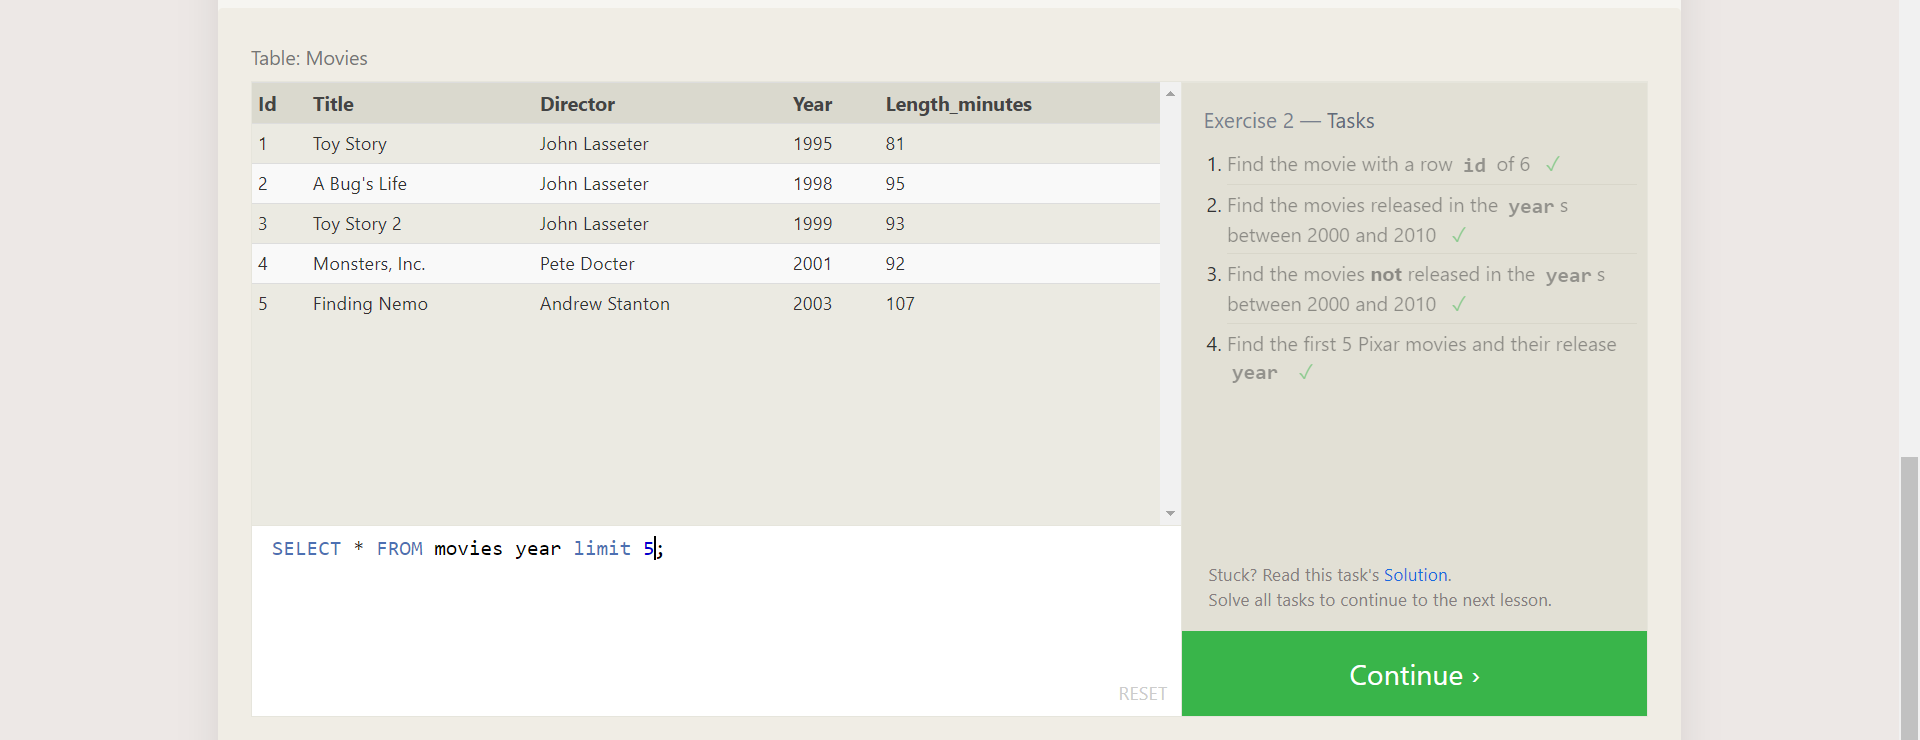 Table: Movies
Id Title Director Year Length_minutes
1 Toy Story John Lasseter 1995 81
2 A Bug's Life John Lasseter 1998 95
3 Toy Story 2 John Lasseter 1999 93
4 Monsters, Inc. Pete Docter 2001 92
5 Finding Nemo Andrew Stanton 2003 107
SELECT * FROM movies year limit 5;
RESET
Exercise 2 — Tasks
1. Find the movie with a row id of 6 ✓
2. Find the movies released in the year s
between 2000 and 2010 ✓
3. Find the movies not released in the year s
between 2000 and 2010 ✓
4. Find the first 5 Pixar movies and their release
year ✓
Stuck? Read this task's Solution.
Solve all tasks to continue to the next lesson.
Continue ›